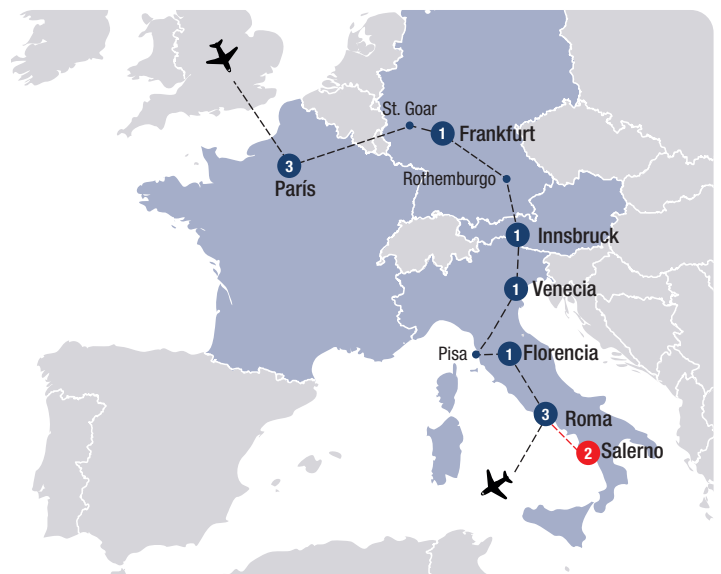 St. Goar
1 Frankfurt
3
París
Rothemburgo
1 Innsbruck
1 Venecia
Pisa
1 Florencia
3 Roma
2 Salerno